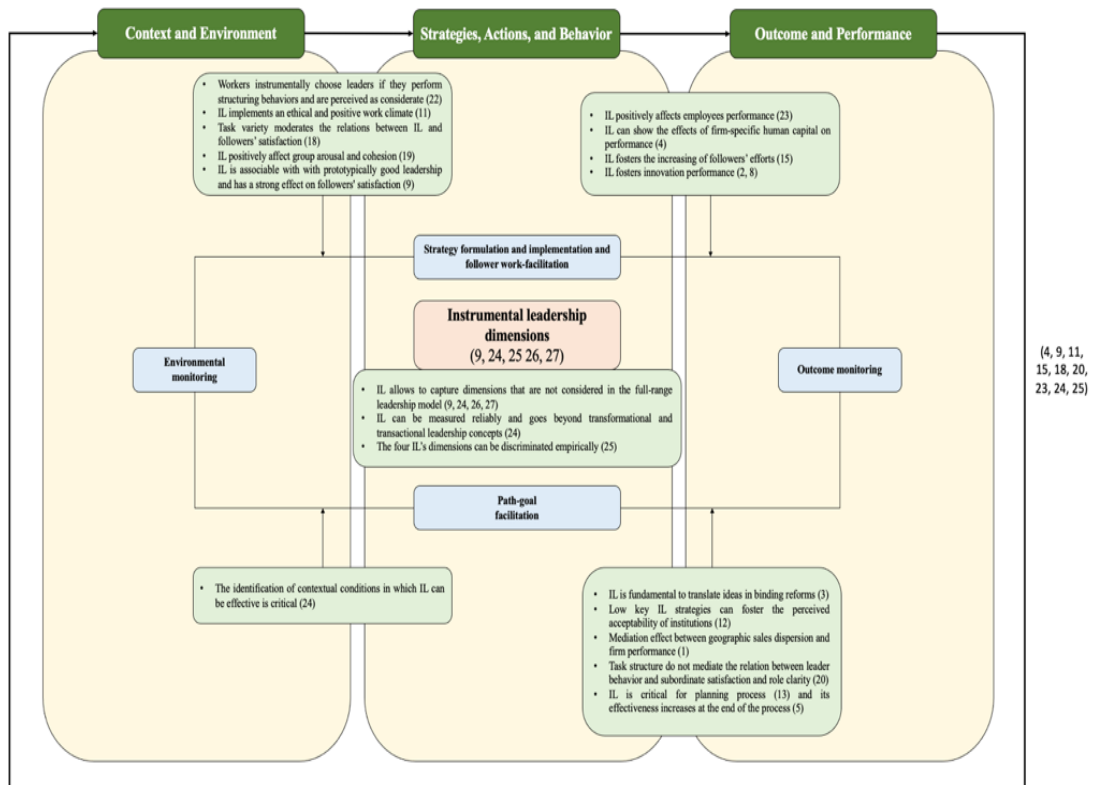 Context and Environment
Strategies, Actions, and Behavior
Outcome and Performance
• Workers instrumentally choose leaders if they perform
structuring behaviors and are perceived as considerate (22)
• IL implements an ethical and positive work climate (11)
• Task variety moderates the relations between IL and
followers' satisfaction (18)
• IL positively affect group arousal and cohesion (19)
• IL is associable with with prototypically good leadership
and has a strong effect on followers' satisfaction (9)
• IL positively affects employees performance (23)
• IL can show the effects of firm-specific human capital on
performance (4)
• IL fosters the increasing of followers' efforts (15)
• IL fosters innovation performance (2, 8)
Strategy formulation and implementation and
follower work-facilitation
Instrumental leadership
dimensions
(9, 24, 25 26, 27)
Environmental
monitoring
Outcome monitoring
(4, 9, 11,
15, 18, 20,
23, 24, 25)
• IL allows to capture dimensions that are not considered in the full-range
leadership model (9, 24, 26, 27)
• IL can be measured reliably and goes beyond transformational and
transactional leadership concepts (24)
• The four IL's dimensions can be discriminated empirically (25)
Path-goal
facilitation
• The identification of contextual conditions in which IL can
be effective is critical (24)
• IL is fundamental to translate ideas in binding reforms (3)
• Low key IL strategies can foster the perceived
acceptability of institutions (12)
• Mediation effect between geographic sales dispersion and
firm performance (1)
• Task structure do not mediate the relation between leader
behavior and subordinate satisfaction and role clarity (20)
• IL is critical for planning process (13) and its
effectiveness increases at the end of the process (5)